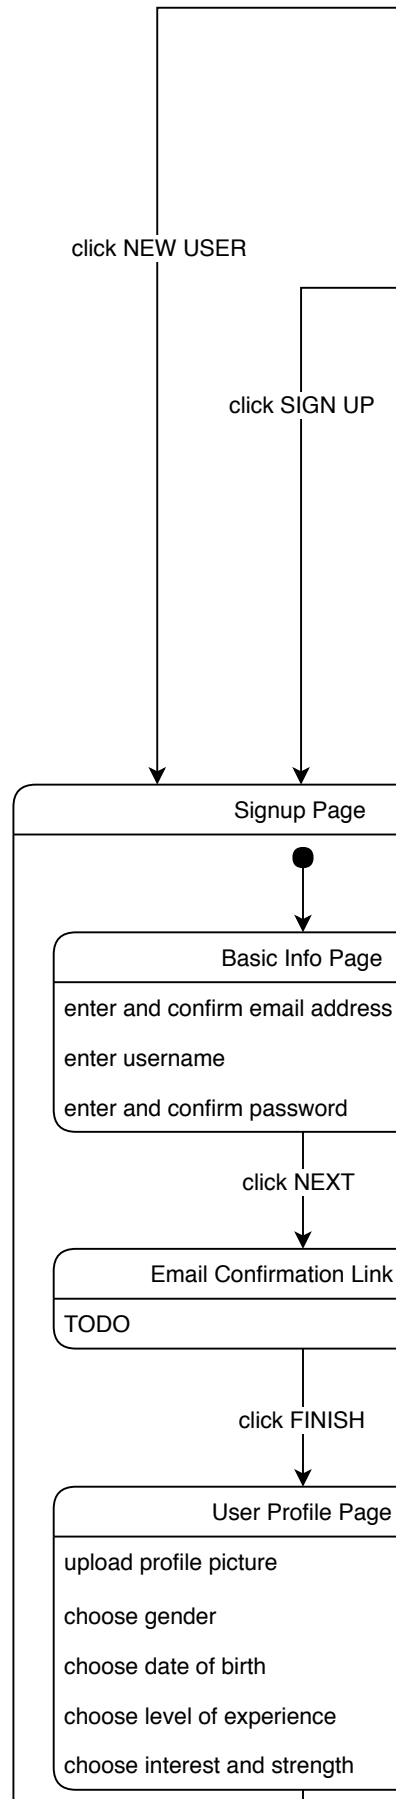 click NEW USER
click SIGN UP
Signup Page
Basic Info Page
enter and confirm email address
enter username
enter and confirm password
click NEXT
Email Confirmation Link
TODO
click FINISH
User Profile Page
upload profile picture
choose gender
choose date of birth
choose level of experience
choose interest and strength